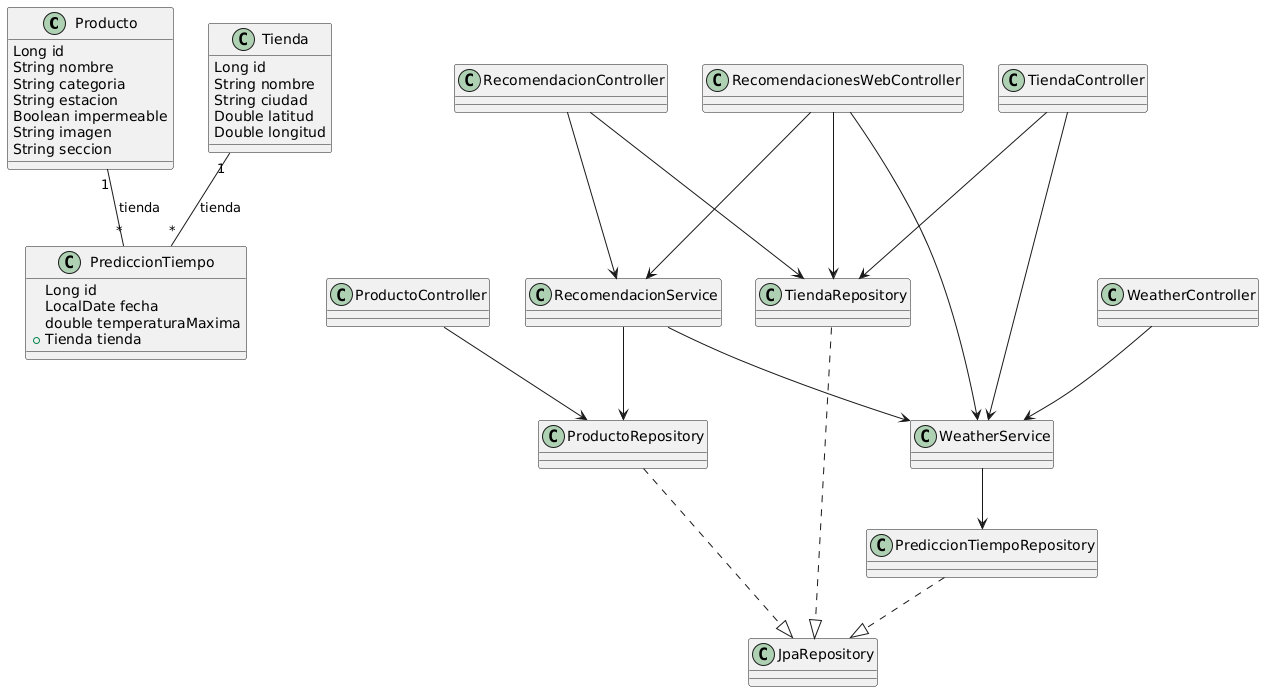 C Producto
Long id
String nombre
String categoria
String estacion
Boolean impermeable
String imagen
String seccion
C Tienda
Long id
String nombre
String ciudad
Double latitud
Double longitud
1
tienda
*
1
tienda
*
C PrediccionTiempo
Long id
LocalDate fecha
double temperaturaMaxima
Tienda tienda
C RecomendacionController
C RecomendacionesWebController
C TiendaController
C ProductoController
C RecomendacionService
C TiendaRepository
C WeatherController
C ProductoRepository
C WeatherService
C PrediccionTiempoRepository
C JpaRepository